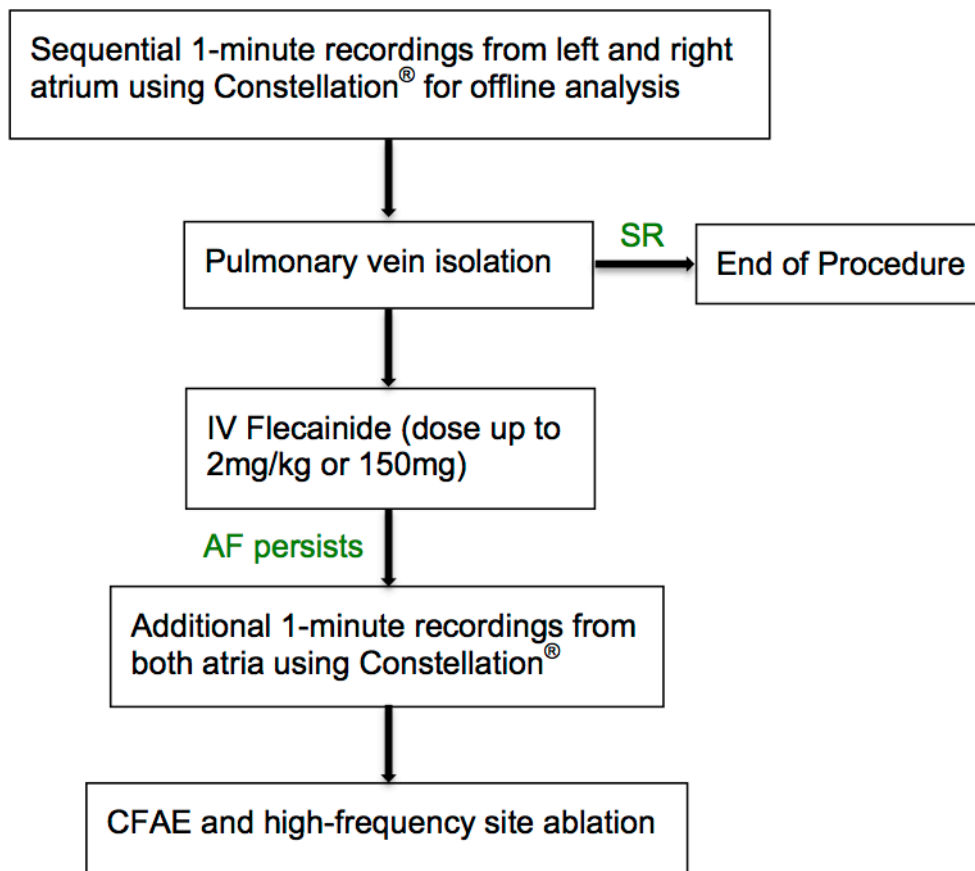 Sequential 1-minute recordings from left and right
atrium using Constellation® for offline analysis
Pulmonary vein isolation
SR
End of Procedure
IV Flecainide (dose up to
2mg/kg or 150mg)
AF persists
Additional 1-minute recordings from
both atria using Constellation®
CFAE and high-frequency site ablation